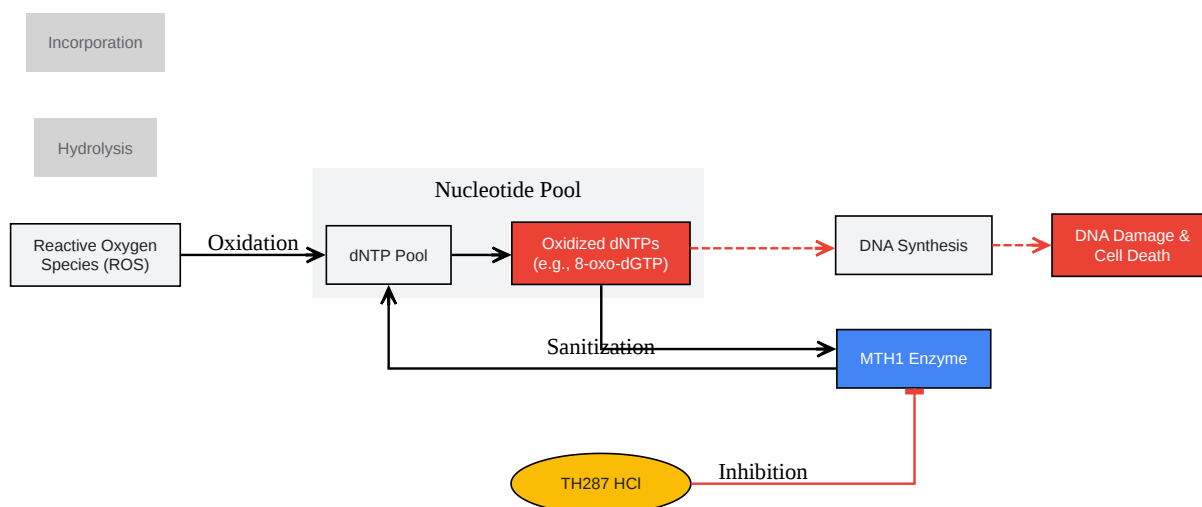 Incorporation
Hydrolysis
Nucleotide Pool
Reactive Oxygen
Species (ROS)
Oxidation
dNTP Pool
Oxidized dNTPs
(e.g., 8-oxo-dGTP)
DNA Synthesis
DNA Damage &
Cell Death
Sanitization
MTH1 Enzyme
TH287 HCl
Inhibition